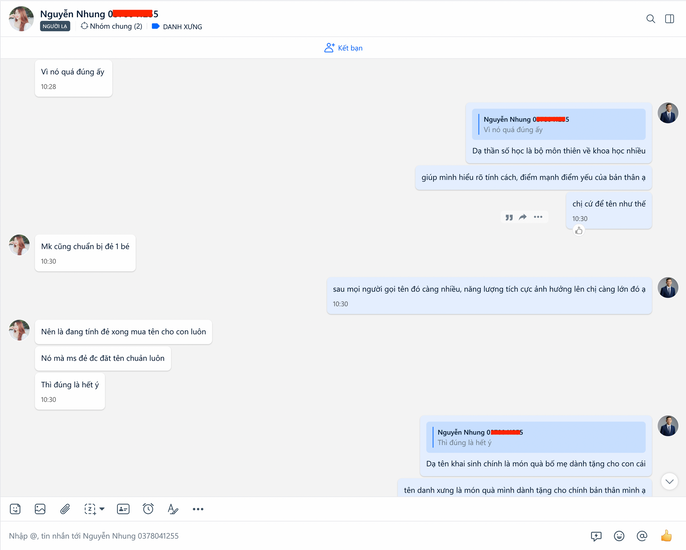 Nguyễn Nhung 0 5
NGƯỜI LẠ
Nhóm chung (2)
DANH XƯNG
Kết bạn
Vì nó quá đúng ấy
10:28
Nguyễn Nhung 0 5
Vì nó quá đúng ấy
Dạ thần số học là bộ môn thiên về khoa học nhiều
giúp mình hiểu rõ tính cách, điểm mạnh điểm yếu của bản thân ạ
chị cứ để tên như thế
10:30
Mk cũng chuẩn bị đẻ 1 bé
10:30
sau mọi người gọi tên đó càng nhiều, năng lượng tích cực ảnh hưởng lên chị càng lớn đó ạ
10:30
Nên là đang tính đẻ xong mua tên cho con luôn
Nó mà ms đẻ đc đăt tên chuẩn luôn
Thì đúng là hết ý
10:30
Nguyễn Nhung 0 5
Thì đúng là hết ý
Dạ tên khai sinh chính là món quà bố mẹ dành tặng cho con cái
tên danh xưng là món quà mình dành tặng cho chính bản thân mình ạ
Nhập @, tin nhắn tới Nguyễn Nhung 0378041255